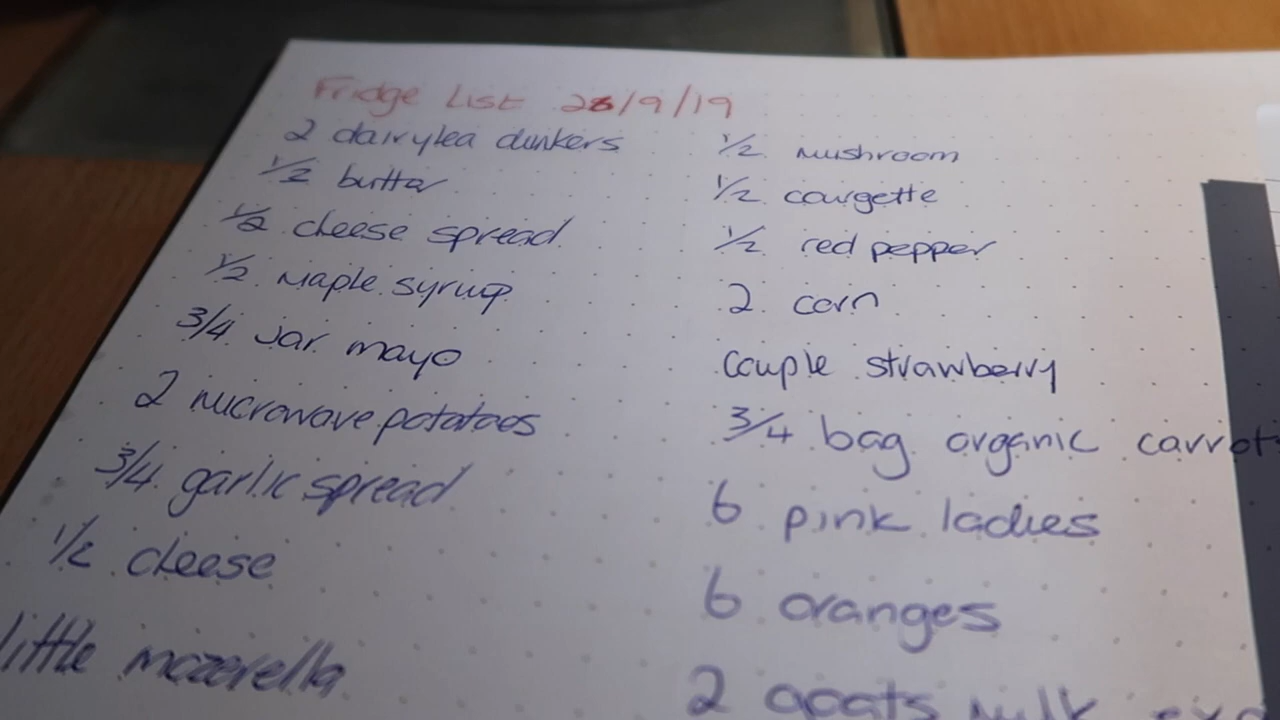 Fridge List 28/9/19
2 dairylea dunkers
1/2 butter
1/2 cheese spread
1/2 maple syrup
3/4 jar mayo
2 microwave potatoes
3/4 garlic spread
1/2 cheese
little mozerella
1/2 mushroom
1/2 courgette
1/2 red pepper
2 corn
couple strawberry
3/4 bag organic carrot
6 pink ladies
6 oranges
2 goats milk